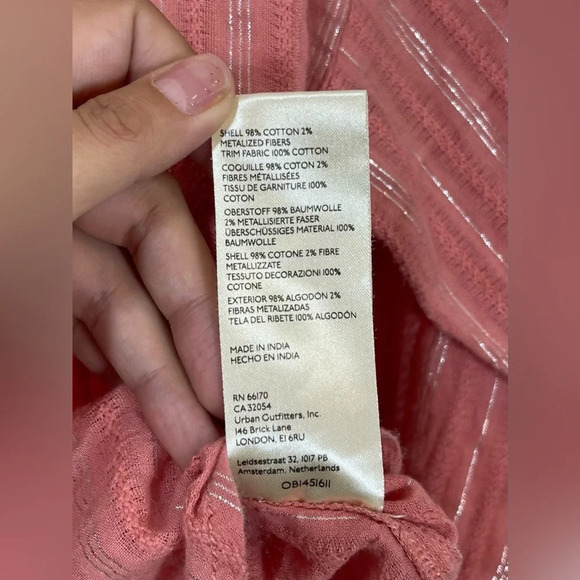 SHELL 98% COTTON 2%
METALIZED FIBERS
TRIM FABRIC 100% COTTON
COQUILLE 98% COTON 2%
FIBRES MÉTALLISÉES
TISSU DE GARNITURE 100%
COTON
OBERSTOFF 98% BAUMWOLLE
2% METALLISIERTE FASER
ÜBERSCHÜSSIGES MATERIAL 100%
BAUMWOLLE
SHELL 98% COTONE 2% FIBRE
METALLIZZATE
TESSUTO DECORAZIONI 100%
COTONE
EXTERIOR 98% ALGODÓN 2%
FIBRAS METALIZADAS
TELA DEL RIBETE 100% ALGODÓN
MADE IN INDIA
HECHO EN INDIA
RN 66170
CA 32054
Urban Outfitters, Inc.
146 Brick Lane
LONDON, E1 6RU
Leidsestraat 32, 1017 PB
Amsterdam, Netherlands
OB1451611